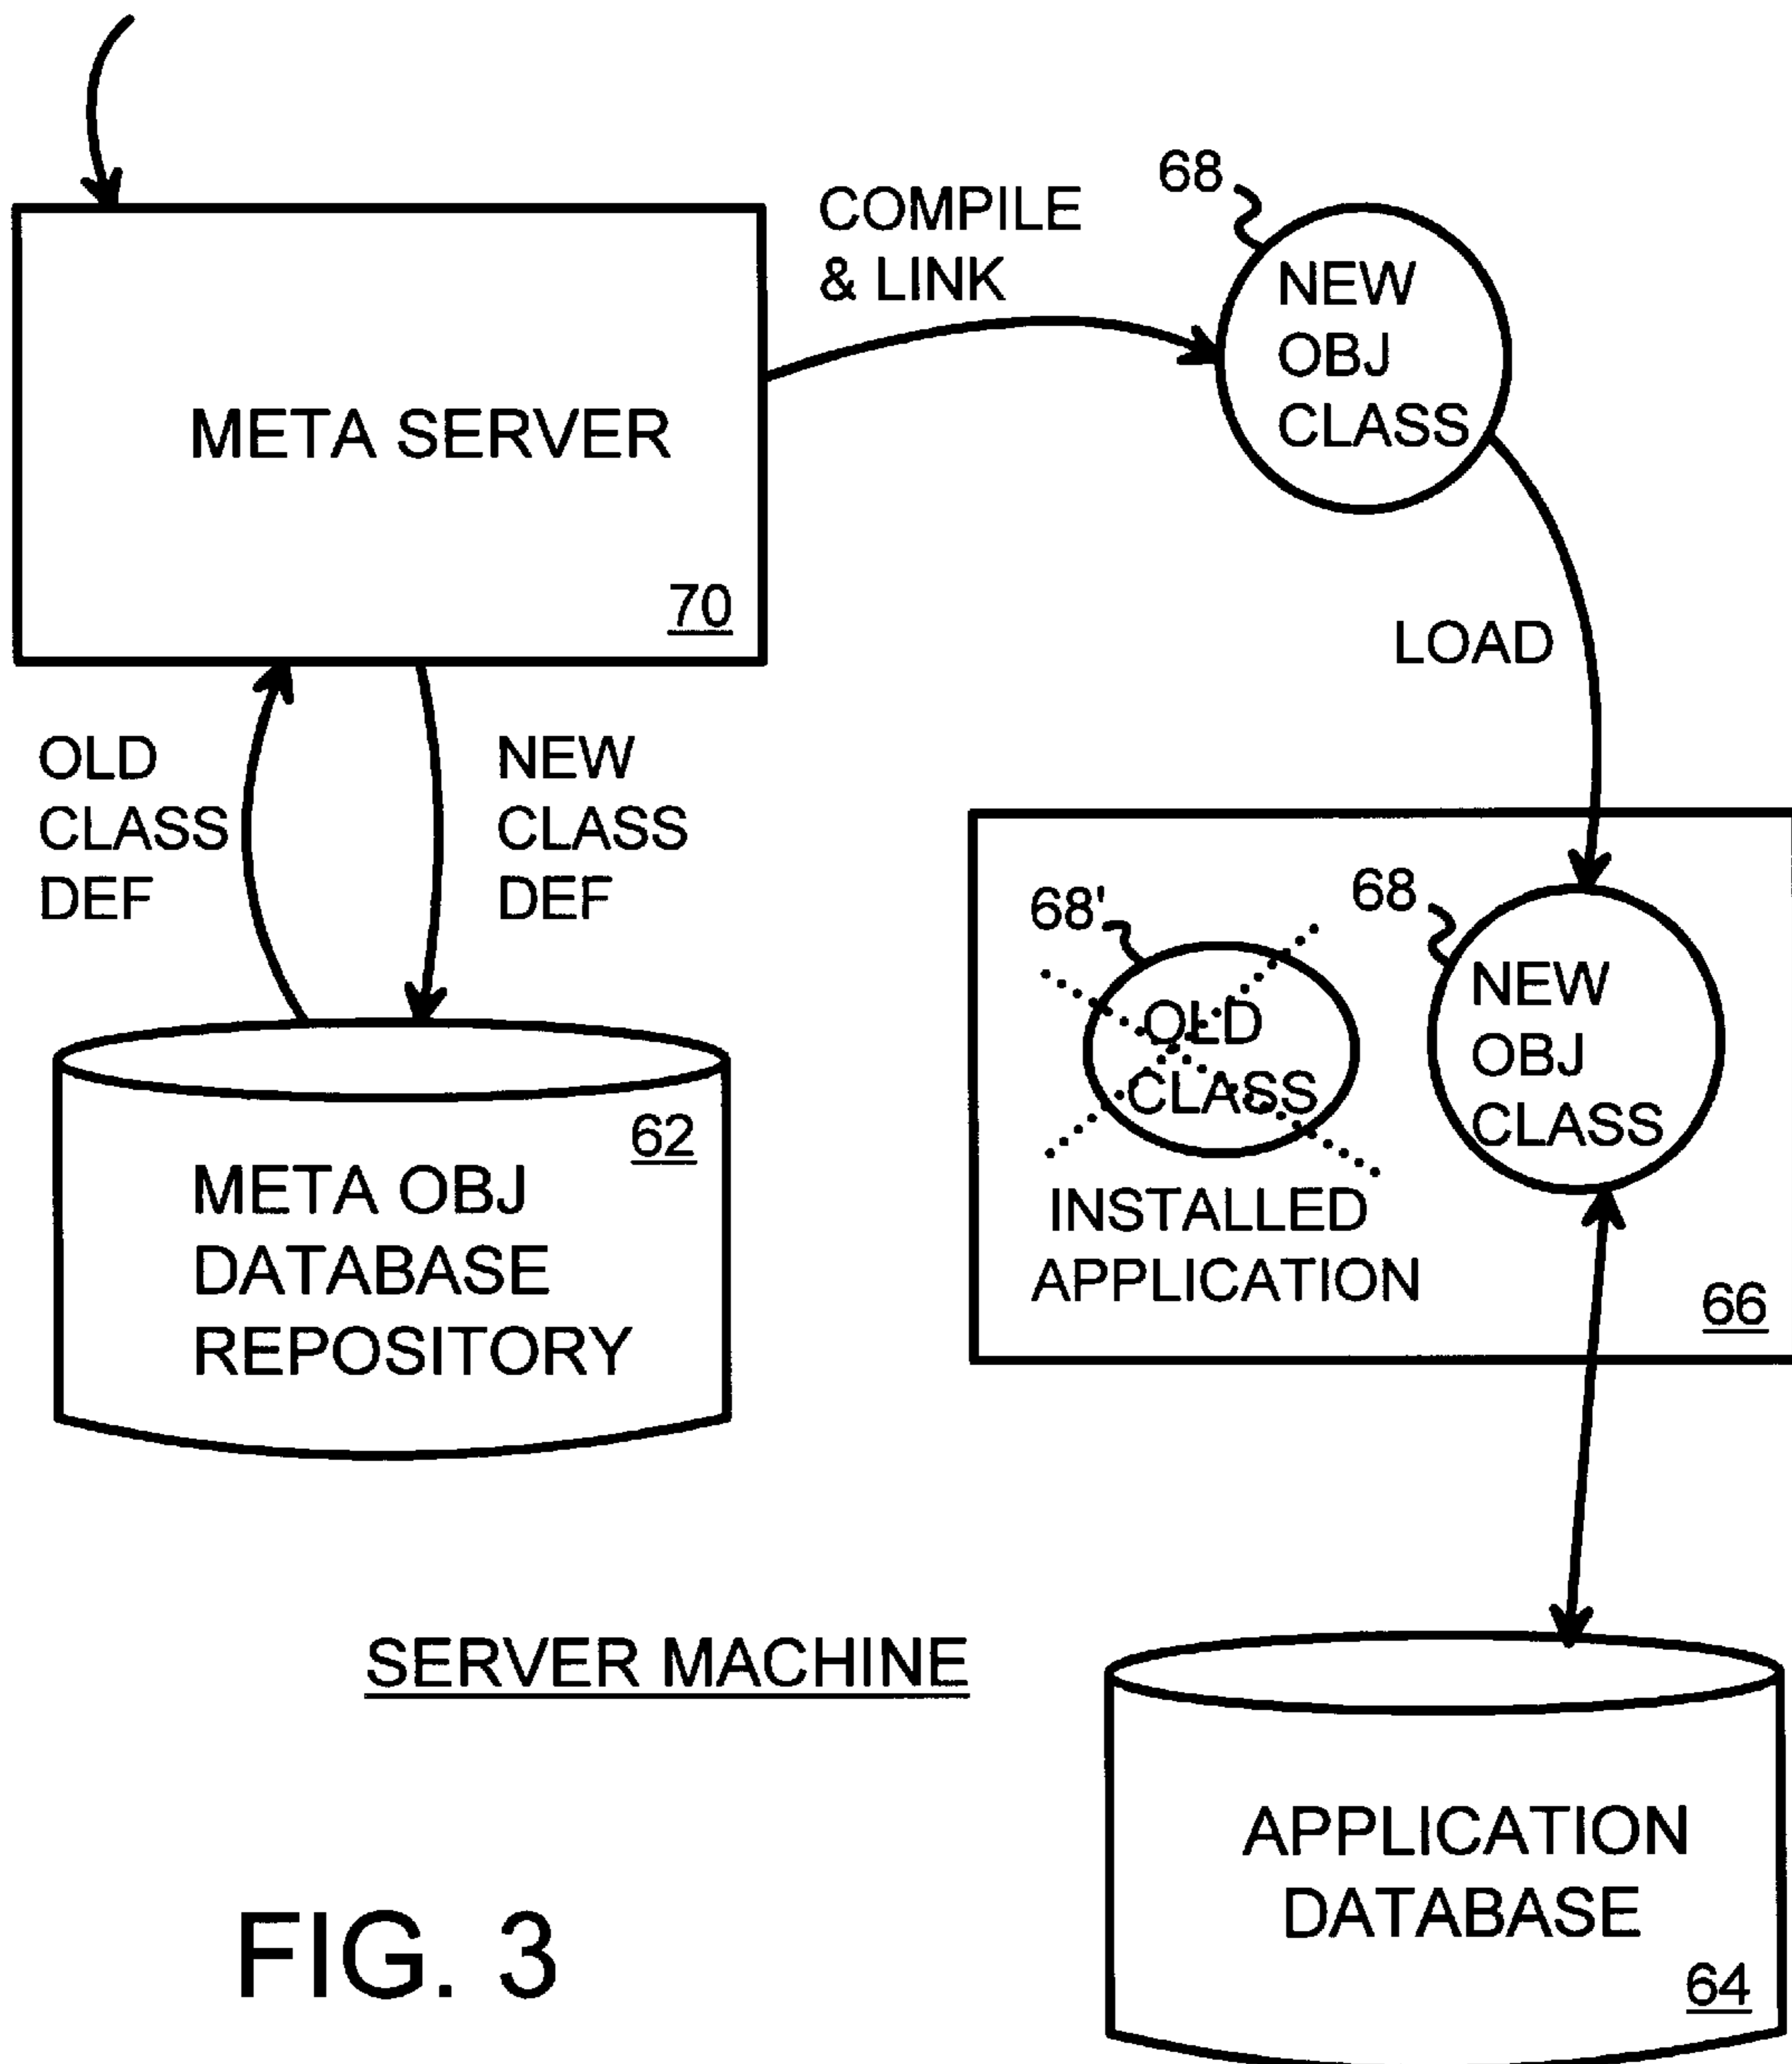 68
COMPILE
& LINK
NEW
OBJ
CLASS
META SERVER
70
LOAD
OLD
CLASS
DEF
NEW
CLASS
DEF
68'
68
OLD
CLASS
NEW
OBJ
CLASS
INSTALLED
APPLICATION
66
62
META OBJ
DATABASE
REPOSITORY
SERVER MACHINE
APPLICATION
DATABASE
64
FIG. 3